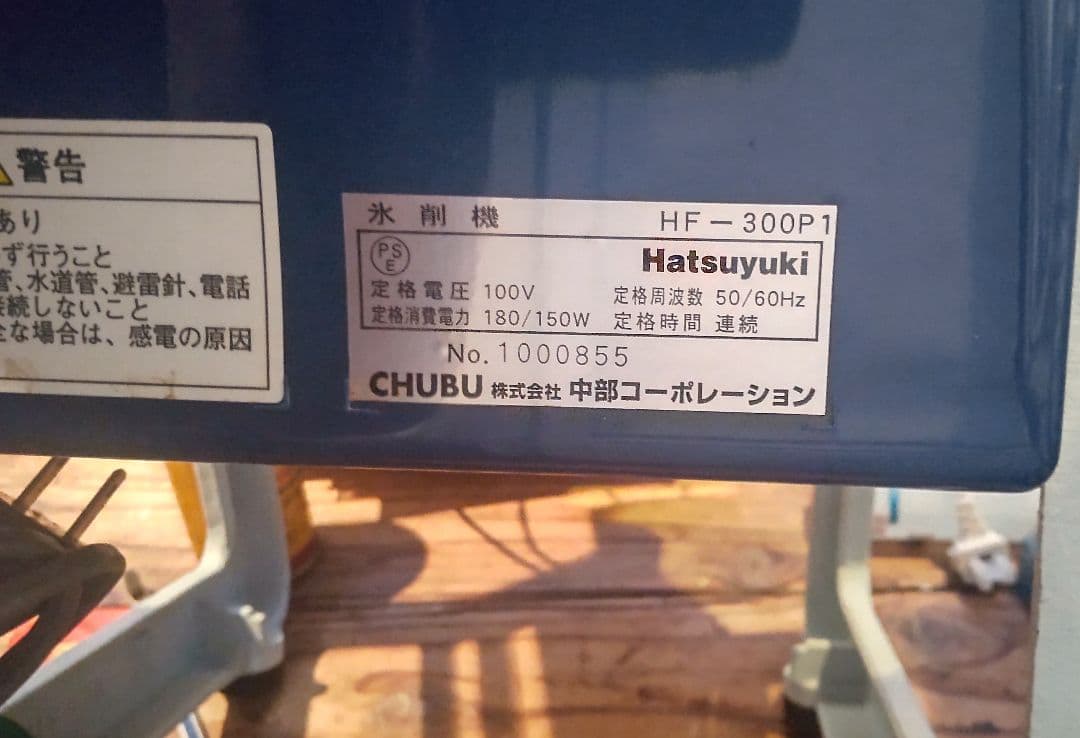 警告
あり
ず行うこと
管、水道管、避雷針、電話
接続しないこと
全な場合は、感電の原因
氷削機 HF-300P1
PSE Hatsuyuki
定格電圧 100V 定格周波数 50/60Hz
定格消費電力 180/150W 定格時間 連続
No.1000855
CHUBU 株式会社 中部コーポレーション